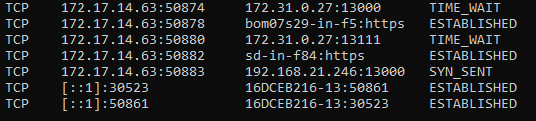 TCP 172.17.14.63:50874 172.31.0.27:13000 TIME_WAIT
TCP 172.17.14.63:50878 bom07s29-in-f5:https ESTABLISHED
TCP 172.17.14.63:50880 172.31.0.27:13111 TIME_WAIT
TCP 172.17.14.63:50882 sd-in-f84:https ESTABLISHED
TCP 172.17.14.63:50883 192.168.21.246:13000 SYN_SENT
TCP [::1]:30523 16DCEB216-13:50861 ESTABLISHED
TCP [::1]:50861 16DCEB216-13:30523 ESTABLISHED